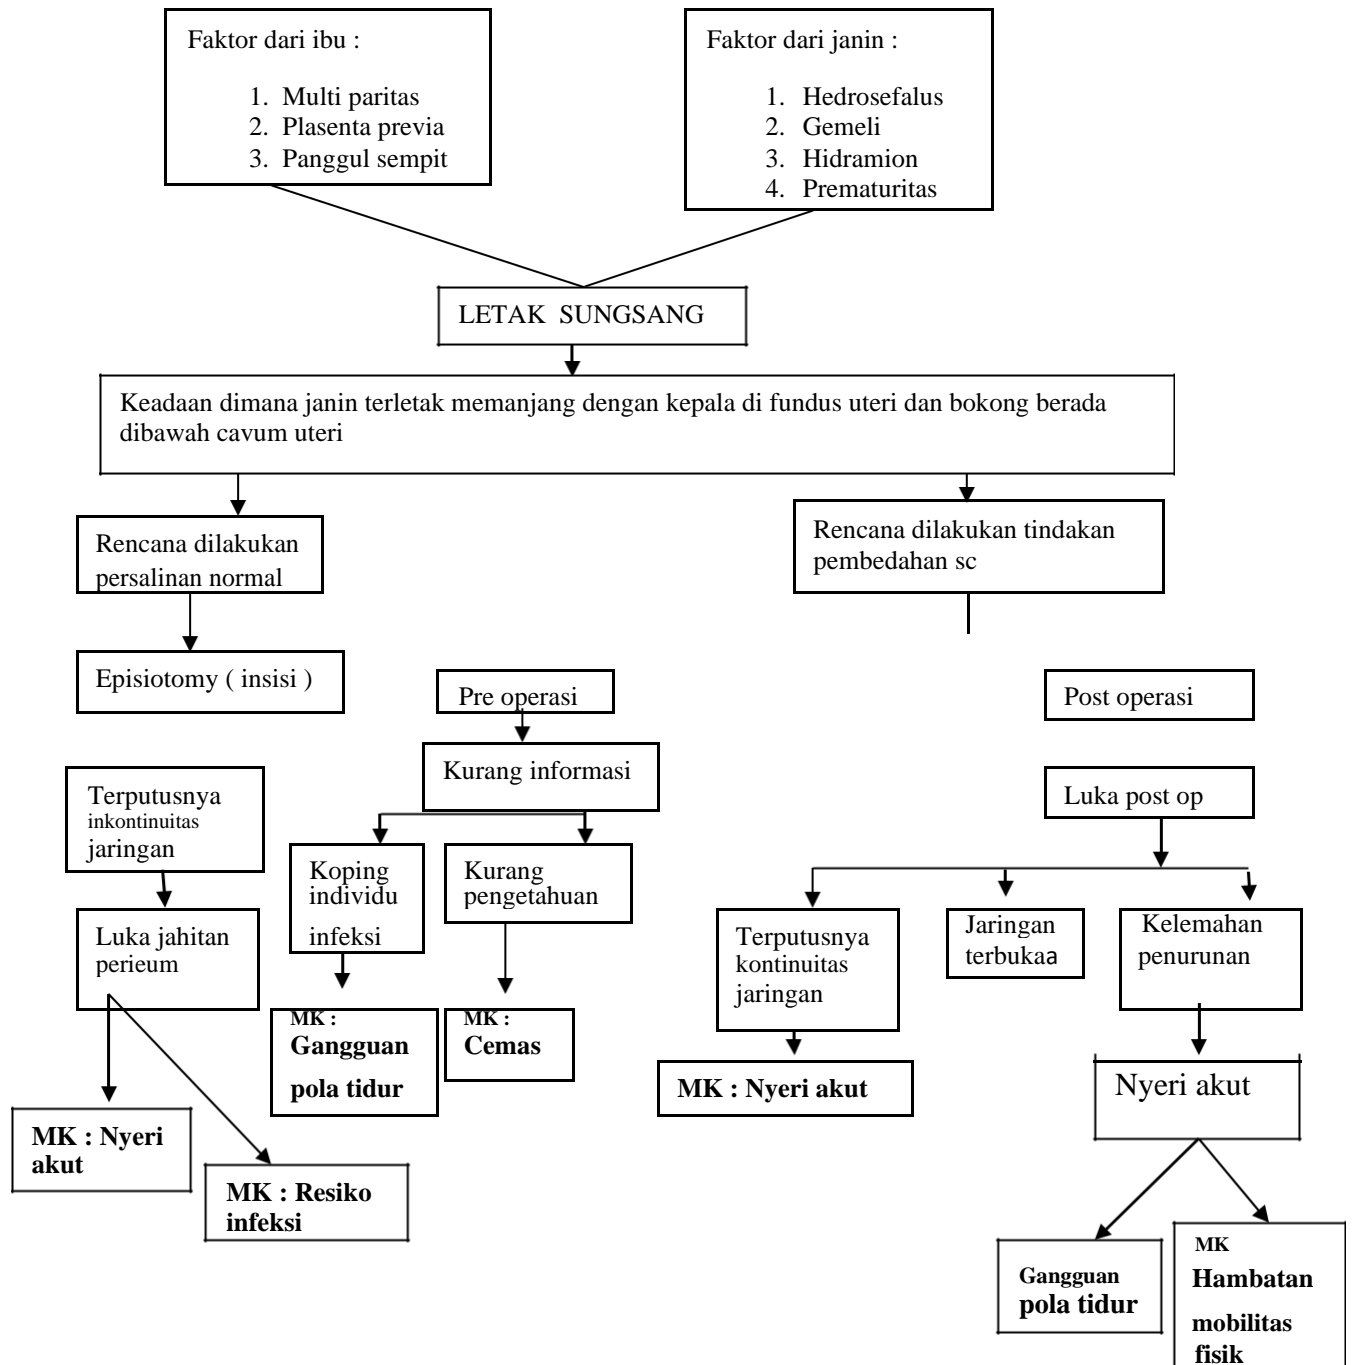 Faktor dari ibu :
1. Multi paritas
2. Plasenta previa
3. Panggul sempit
Faktor dari janin :
1. Hedrosefalus
2. Gemeli
3. Hidramion
4. Prematuritas
LETAK SUNGSANG
Keadaan dimana janin terletak memanjang dengan kepala di fundus uteri dan bokong berada
dibawah cavum uteri
Rencana dilakukan
persalinan normal
Rencana dilakukan tindakan
pembedahan sc
Episiotomy ( insisi )
Pre operasi
Post operasi
Kurang informasi
Terputusnya
inkontinuitas
jaringan
Luka post op
Koping
individu
infeksi
Kurang
pengetahuan
Luka jahitan
perieum
Terputusnya
kontinuitas
jaringan
Jaringan
terbukaa
Kelemahan
penurunan
MK :
Gangguan
pola tidur
MK :
Cemas
MK : Nyeri akut
Nyeri akut
MK : Nyeri
akut
MK : Resiko
infeksi
Gangguan
pola tidur
MK
Hambatan
mobilitas
fisik